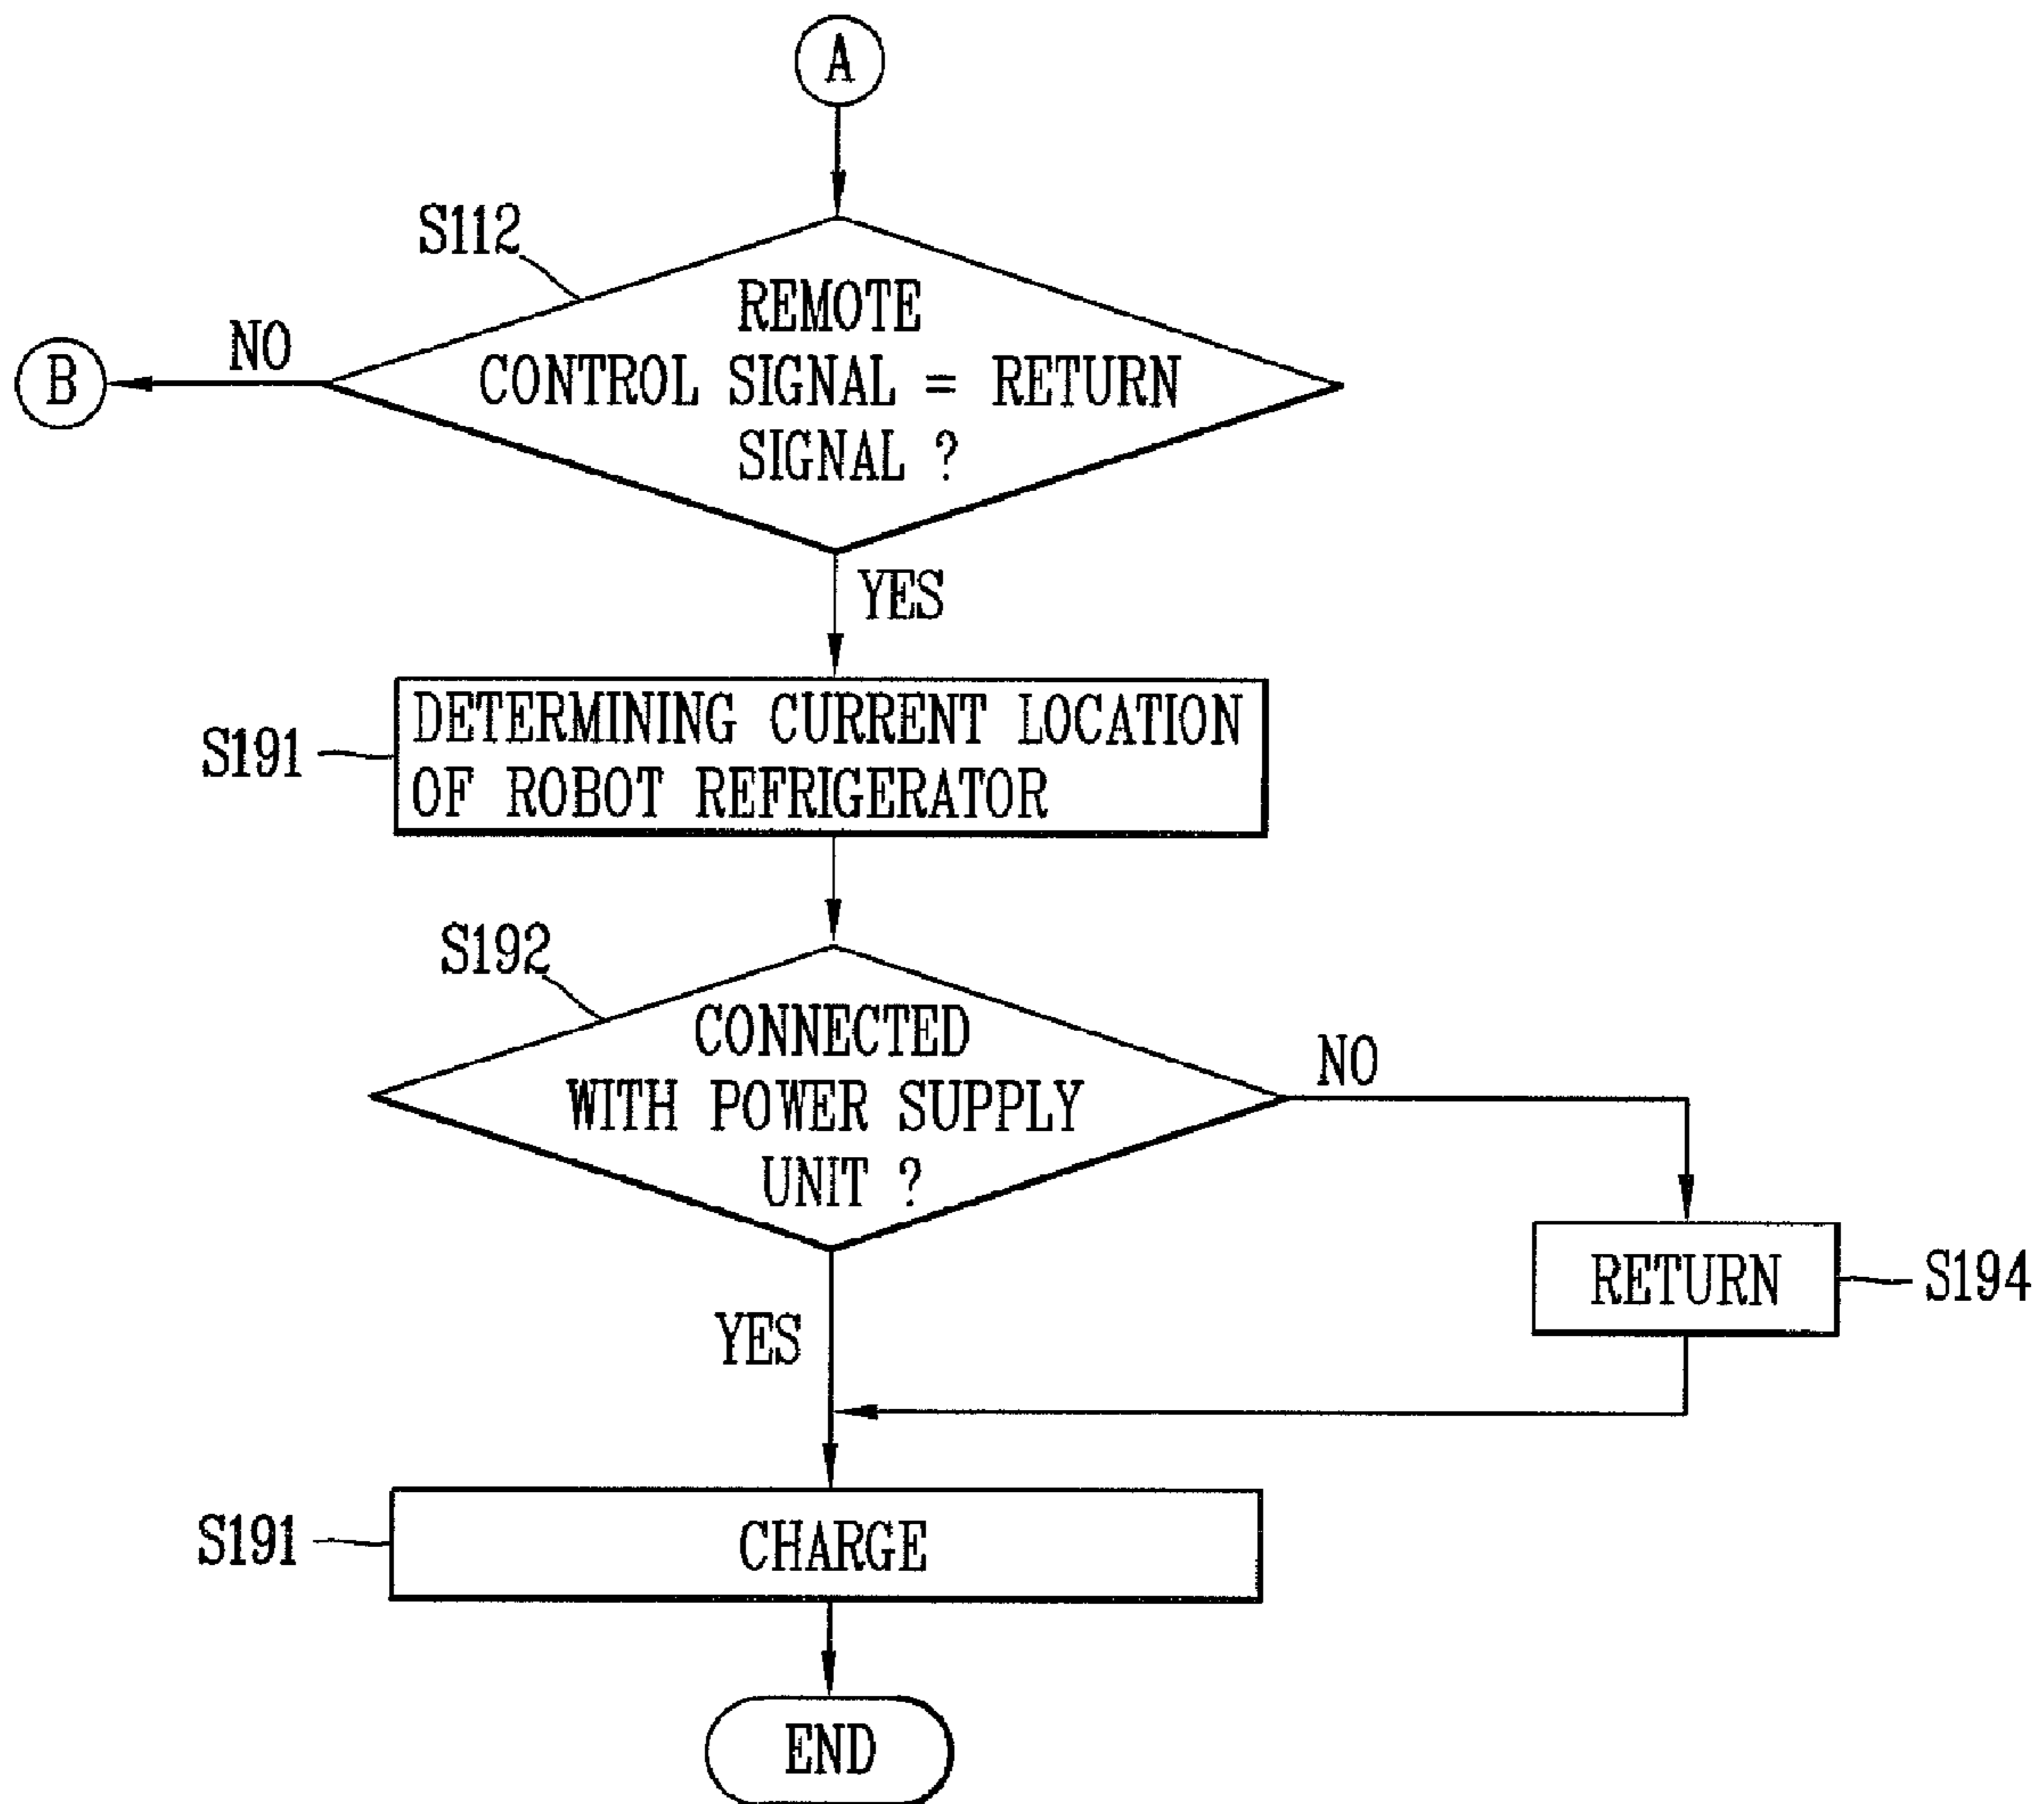 A
S112
REMOTE
CONTROL SIGNAL = RETURN
SIGNAL ?
NO
B
YES
S191
DETERMINING CURRENT LOCATION
OF ROBOT REFRIGERATOR
S192
CONNECTED
WITH POWER SUPPLY
UNIT ?
NO
RETURN
S194
YES
S191
CHARGE
END